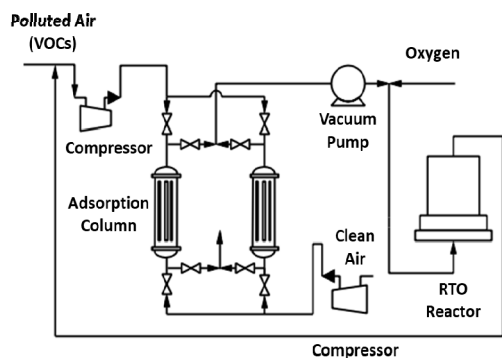 Polluted Air
(VOCs)
Oxygen
Vacuum
Pump
Compressor
Adsorption
Column
Clean
Air
RTO
Reactor
Compressor